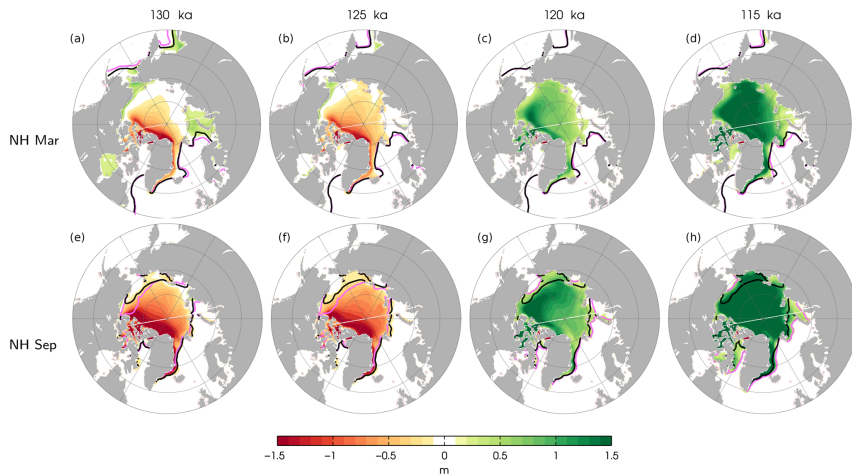 130 ka 125 ka 120 ka 115 ka
(a) (b) (c) (d)
NH Mar
(e) (f) (g) (h)
NH Sep
−1.5 −1 −0.5 0 0.5 1 1.5
m